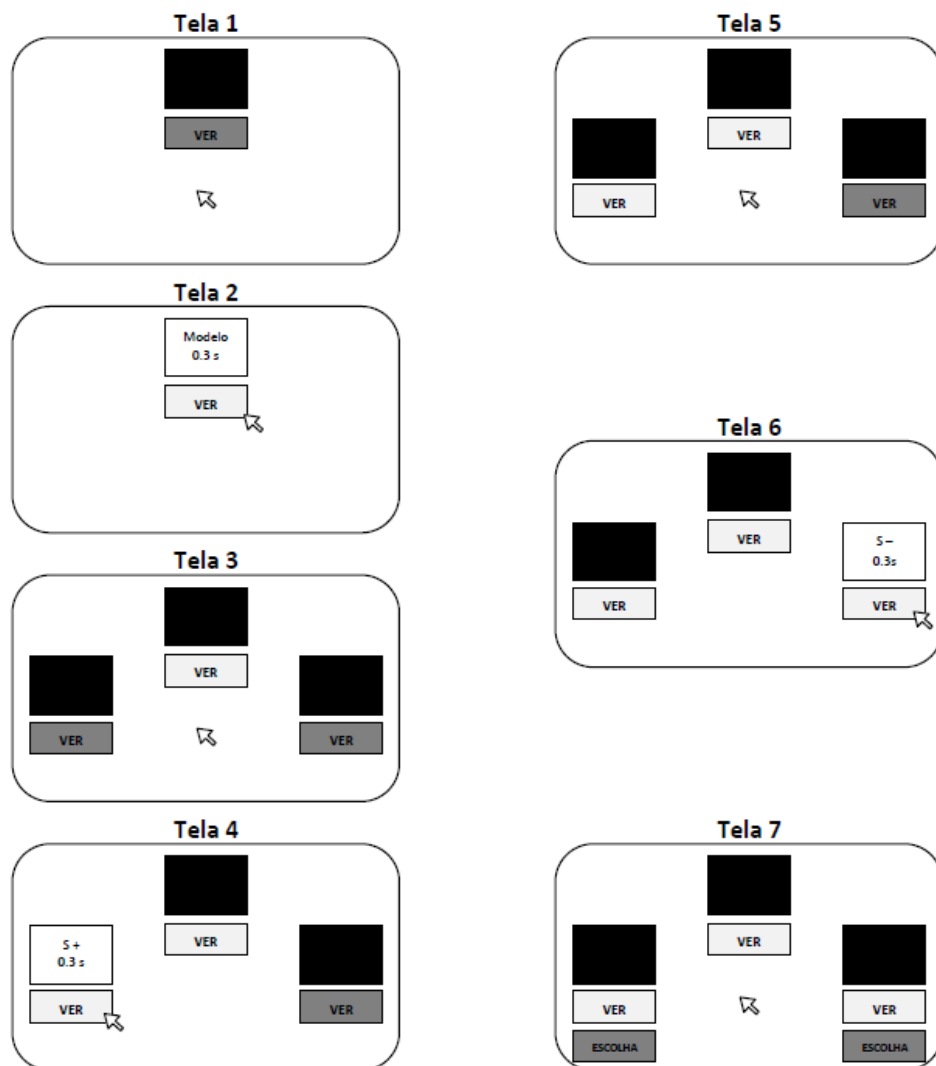 Tela 1
VER
Tela 2
Modelo
0.3 s
VER
Tela 3
VER
VER
VER
Tela 4
VER
S +
0.3 s
VER
VER
Tela 5
VER
VER
VER
Tela 6
VER
S –
0.3s
VER
VER
Tela 7
VER
VER
VER
ESCOLHA
ESCOLHA